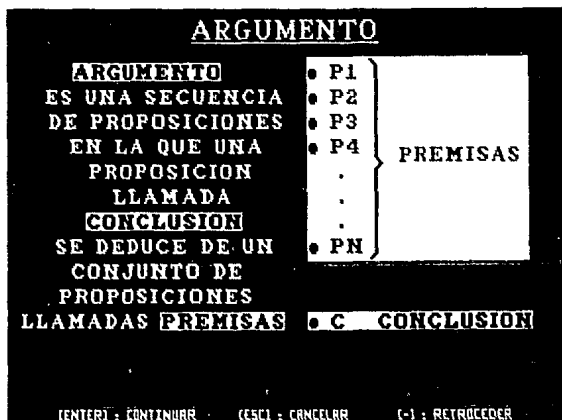 ARGUMENTO
ARGUMENTO
ES UNA SECUENCIA
DE PROPOSICIONES
EN LA QUE UNA
PROPOSICION
LLAMADA
CONCLUSION
SE DEDUCE DE UN
CONJUNTO DE
PROPOSICIONES
LLAMADAS PREMISAS
• P1
• P2
• P3
• P4
.
.
.
• PN
PREMISAS
• C CONCLUSION
[ENTER] : CONTINUAR [ESC] : CANCELAR [-] : RETROCEDER